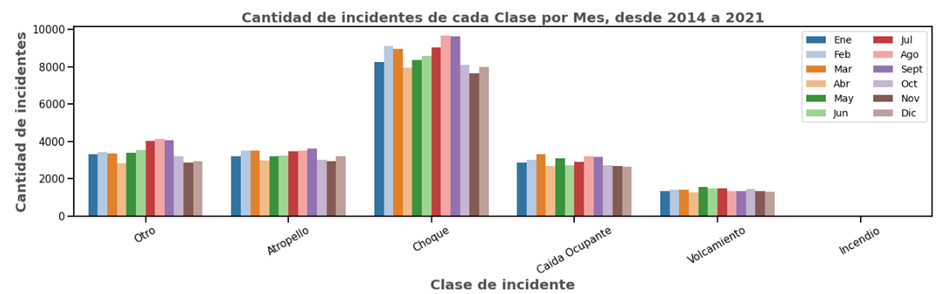 Cantidad de incidentes de cada Clase por Mes, desde 2014 a 2021
Cantidad de incidentes
10000
8000
6000
4000
2000
0
Ene
Feb
Mar
Abr
May
Jun
Jul
Ago
Sept
Oct
Nov
Dic
Otro
Atropello
Choque
Caida Ocupante
Volcamiento
Incendio
Clase de incidente